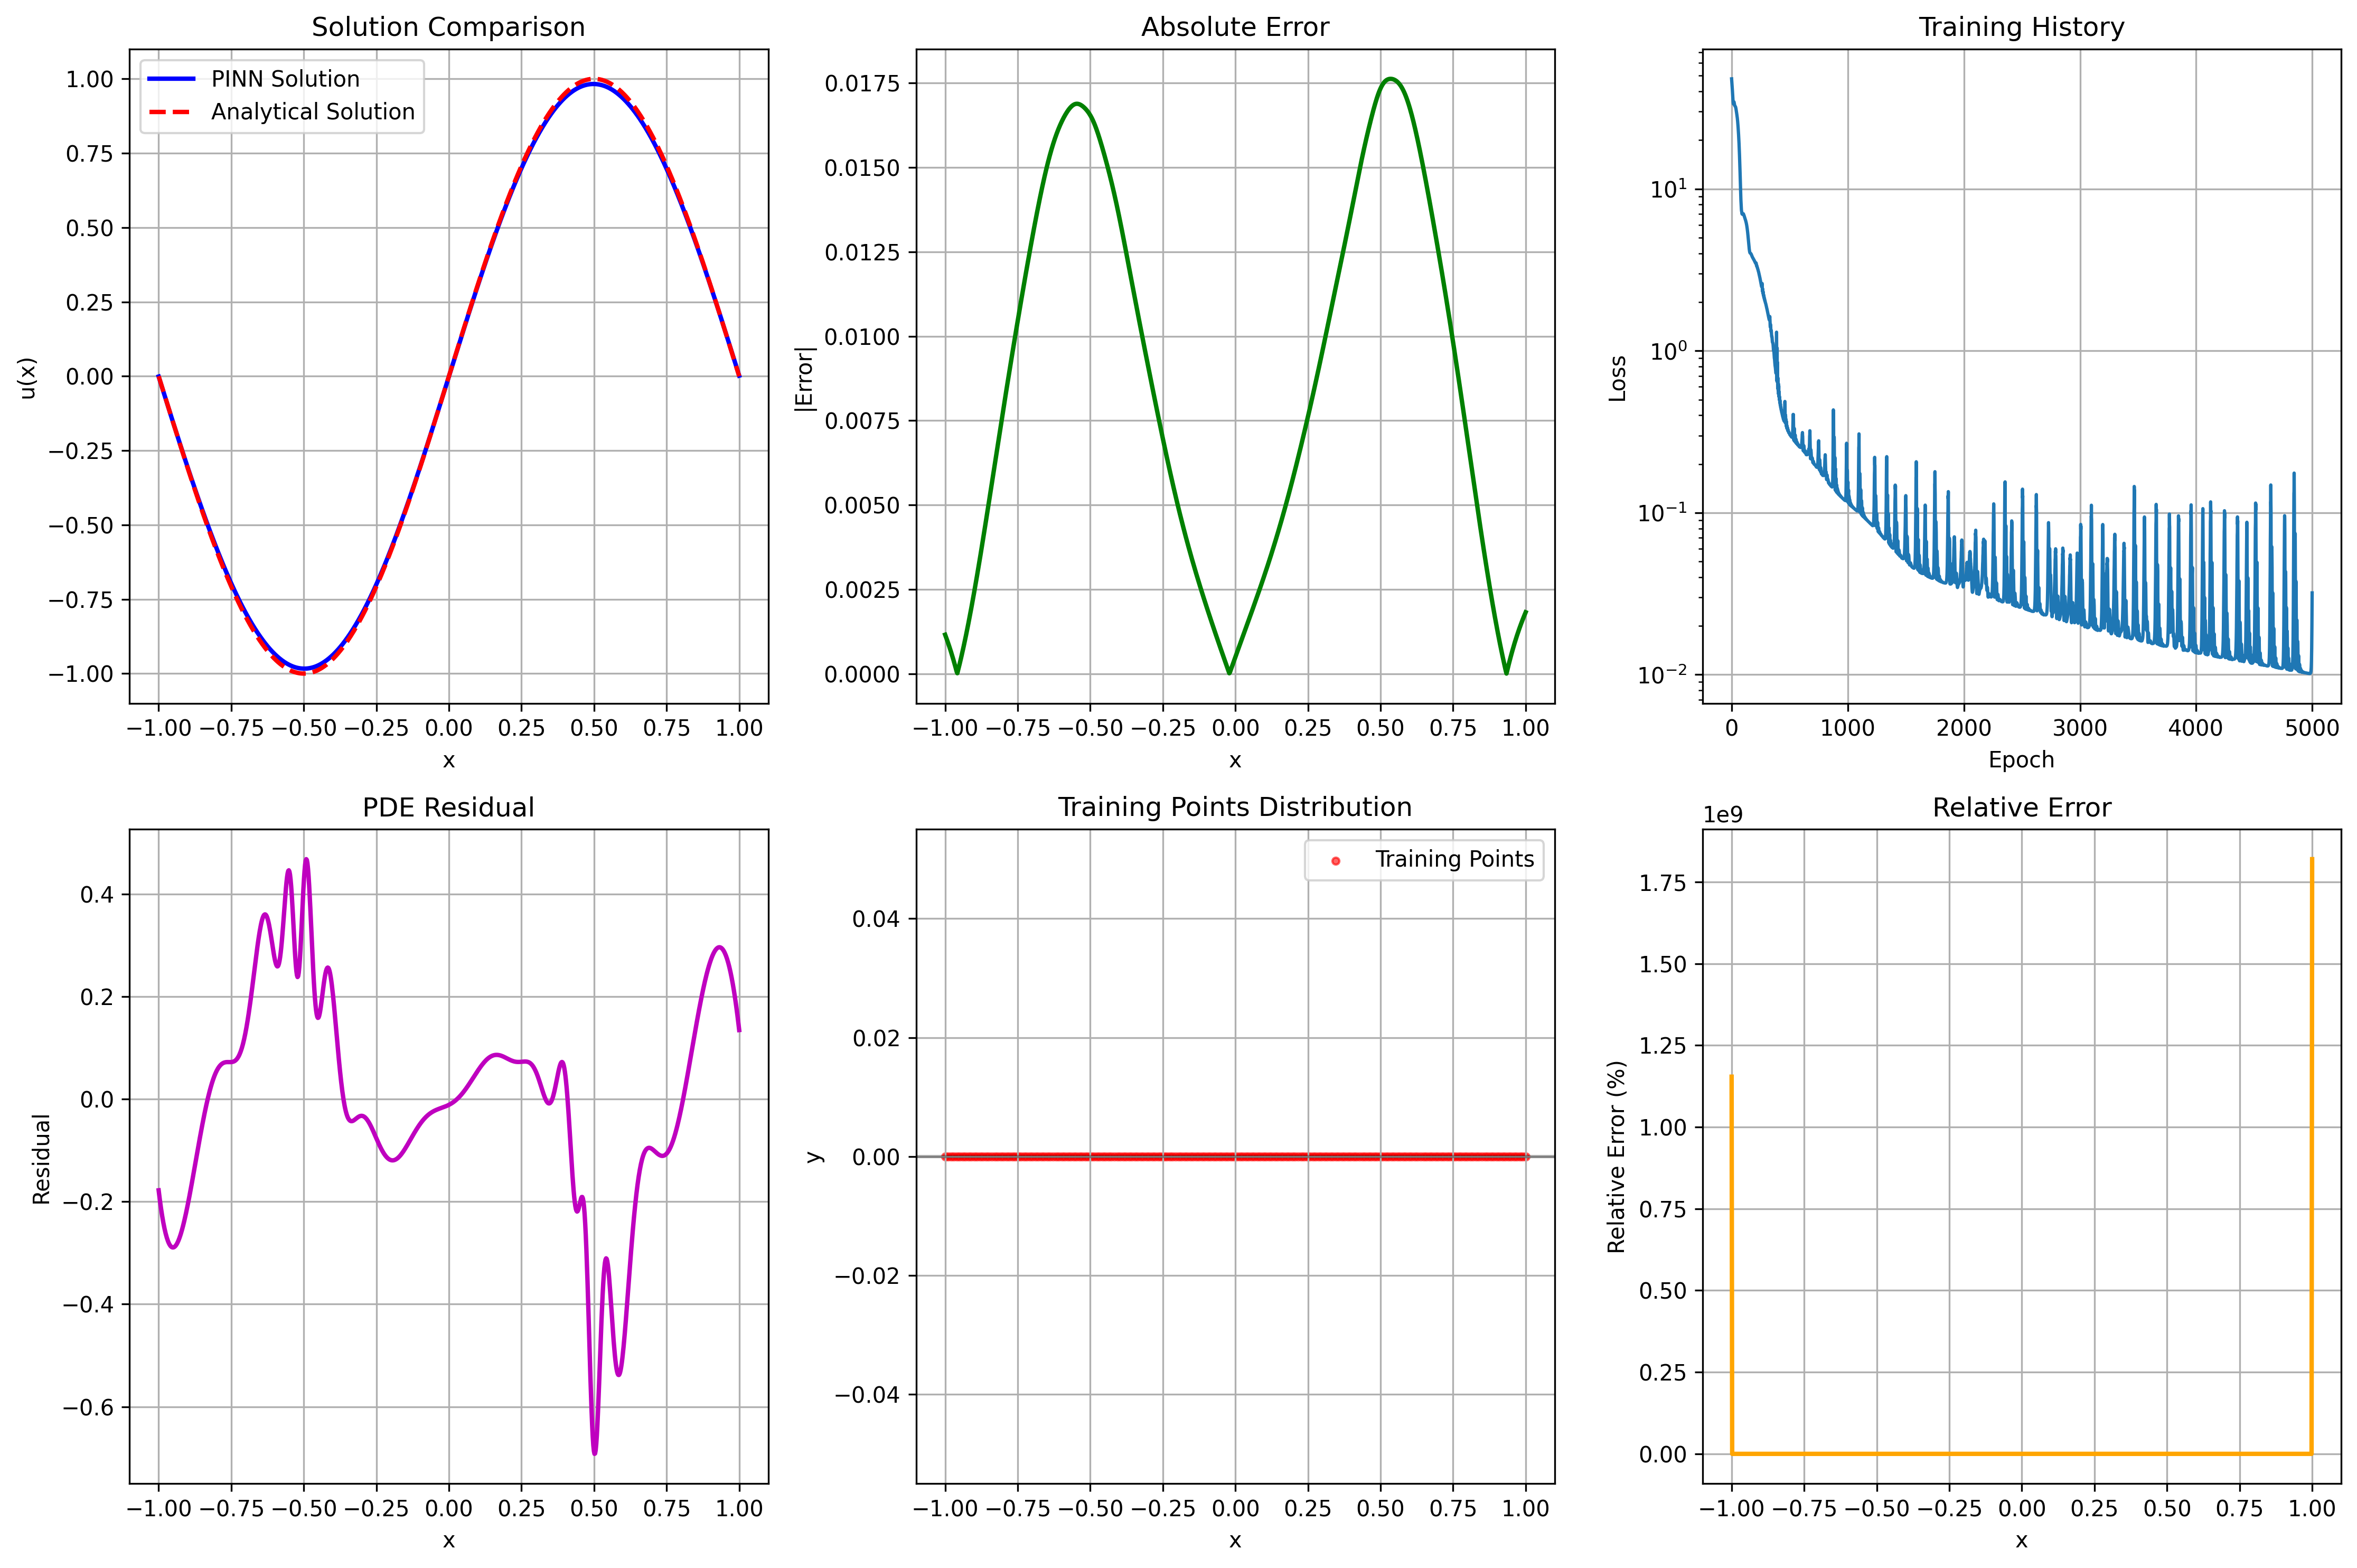 Solution Comparison
PINN Solution
Analytical Solution
u(x)
1.00
0.75
0.50
0.25
0.00
−0.25
−0.50
−0.75
−1.00
−1.00 −0.75 −0.50 −0.25 0.00 0.25 0.50 0.75 1.00
x
Absolute Error
|Error|
0.0175
0.0150
0.0125
0.0100
0.0075
0.0050
0.0025
0.0000
−1.00 −0.75 −0.50 −0.25 0.00 0.25 0.50 0.75 1.00
x
Training History
Loss
10¹
10⁰
10⁻¹
10⁻²
0 1000 2000 3000 4000 5000
Epoch
PDE Residual
Residual
0.4
0.2
0.0
−0.2
−0.4
−0.6
−1.00 −0.75 −0.50 −0.25 0.00 0.25 0.50 0.75 1.00
x
Training Points Distribution
Training Points
y
0.04
0.02
0.00
−0.02
−0.04
−1.00 −0.75 −0.50 −0.25 0.00 0.25 0.50 0.75 1.00
x
Relative Error
1e9
Relative Error (%)
1.75
1.50
1.25
1.00
0.75
0.50
0.25
0.00
−1.00 −0.75 −0.50 −0.25 0.00 0.25 0.50 0.75 1.00
x